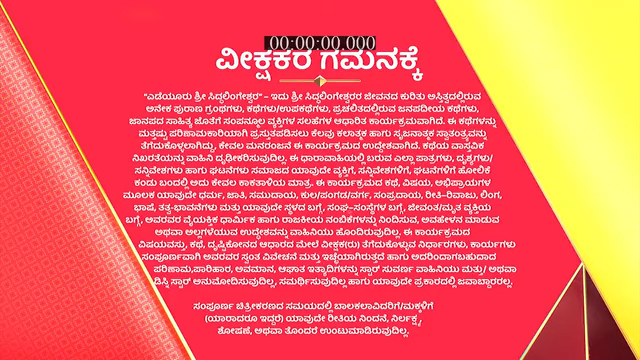 00:00:00.000
ವೀಕ್ಷಕರ ಗಮನಕ್ಕೆ
"ಎಡೆಯೂರು ಶ್ರೀ ಸಿದ್ಧಲಿಂಗೇಶ್ವರ" – ಇದು ಶ್ರೀ ಸಿದ್ಧಲಿಂಗೇಶ್ವರರ ಜೀವನದ ಕುರಿತು ಅಸ್ತಿತ್ವದಲ್ಲಿರುವ
ಅನೇಕ ಪುರಾಣ ಗ್ರಂಥಗಳು, ಕಥೆಗಳು/ಉಪಕಥೆಗಳು, ಪ್ರಚಲಿತದಲ್ಲಿರುವ ಜನಪದೀಯ ಕಥೆಗಳು,
ಜಾನಪದ ಸಾಹಿತ್ಯ ಜೊತೆಗೆ ಸಂಪನ್ಮೂಲ ವ್ಯಕ್ತಿಗಳ ಸಲಹೆಗಳ ಆಧಾರಿತ ಕಾರ್ಯಕ್ರಮವಾಗಿದೆ. ಈ ಕಥೆಗಳನ್ನು
ಮತ್ತಷ್ಟು ಪರಿಣಾಮಕಾರಿಯಾಗಿ ಪ್ರಸ್ತುತಪಡಿಸಲು ಕೆಲವು ಕಲಾತ್ಮಕ ಹಾಗು ಸೃಜನಾತ್ಮಕ ಸ್ವಾತಂತ್ರ್ಯವನ್ನು
ತೆಗೆದುಕೊಳ್ಳಲಾಗಿದ್ದು, ಕೇವಲ ಮನರಂಜನೆ ಈ ಕಾರ್ಯಕ್ರಮದ ಉದ್ದೇಶವಾಗಿದೆ. ಕಥೆಯ ವಾಸ್ತವಿಕ
ನಿಖರತೆಯನ್ನು ವಾಹಿನಿ ದೃಢೀಕರಿಸುವುದಿಲ್ಲ. ಈ ಧಾರಾವಾಹಿಯಲ್ಲಿ ಬರುವ ಎಲ್ಲಾ ಪಾತ್ರಗಳು, ದೃಶ್ಯಗಳು/
ಸನ್ನಿವೇಶಗಳು ಹಾಗು ಘಟನೆಗಳು ಸಮಾಜದ ಯಾವುದೇ ವ್ಯಕ್ತಿಗೆ, ಸನ್ನಿವೇಶಗಳಿಗೆ, ಘಟನೆಗಳಿಗೆ ಹೋಲಿಕೆ
ಕಂಡು ಬಂದಲ್ಲಿ ಅದು ಕೇವಲ ಕಾಕತಾಳೀಯ ಮಾತ್ರ. ಈ ಕಾರ್ಯಕ್ರಮದ ಕಥೆ, ವಿಷಯ, ಅಭಿಪ್ರಾಯಗಳ
ಮೂಲಕ ಯಾವುದೇ ಧರ್ಮ, ಜಾತಿ, ಸಮುದಾಯ, ಕುಲ/ಪಂಗಡ/ವರ್ಗ, ಸಂಪ್ರದಾಯ, ರೀತಿ–ರಿವಾಜು, ಲಿಂಗ,
ಭಾಷೆ, ತತ್ವ-ಭಾವನೆಗಳು ಮತ್ತು ಯಾವುದೇ ಸ್ಥಳದ ಬಗ್ಗೆ, ಸಂಘ–ಸಂಸ್ಥೆಗಳ ಬಗ್ಗೆ, ಜೀವಂತ/ಮೃತ ವ್ಯಕ್ತಿಯ
ಬಗ್ಗೆ, ಅವರವರ ವೈಯಕ್ತಿಕ ಧಾರ್ಮಿಕ ಹಾಗು ರಾಜಕೀಯ ನಂಬಿಕೆಗಳನ್ನು ನಿಂದಿಸುವ, ಅವಹೇಳನ ಮಾಡುವ
ಅಥವಾ ಅಲ್ಲಗಳೆಯುವ ಉದ್ದೇಶವನ್ನು ವಾಹಿನಿಯು ಹೊಂದಿರುವುದಿಲ್ಲ. ಈ ಕಾರ್ಯಕ್ರಮದ
ವಿಷಯವಸ್ತು, ಕಥೆ, ದೃಷ್ಟಿಕೋನದ ಆಧಾರದ ಮೇಲೆ ವೀಕ್ಷಕ(ರು) ತೆಗೆದುಕೊಳ್ಳುವ ನಿರ್ಧಾರಗಳು, ಕಾರ್ಯಗಳು
ಸಂಪೂರ್ಣವಾಗಿ ಅವರವರ ಸ್ವಂತ ವಿವೇಚನೆ ಮತ್ತು ಇಚ್ಛೆಯಾಗಿರುತ್ತದೆ ಹಾಗು ಅದರಿಂದಾಗಬಹುದಾದ
ಪರಿಣಾಮ,ಪಾರಿಹಾರ, ಅವಮಾನ, ಆಘಾತ ಇತ್ಯಾದಿಗಳನ್ನು ಸ್ಟಾರ್ ಸುವರ್ಣ ವಾಹಿನಿಯು ಮತ್ತು/ ಅಥವಾ
ಡಿಸ್ನಿ ಸ್ಟಾರ್ ಅನುಮೋದಿಸುವುದಿಲ್ಲ, ಸಮರ್ಥಿಸುವುದಿಲ್ಲ ಹಾಗು ಯಾವುದೇ ಪ್ರಕಾರದಲ್ಲಿ ಜವಾಬ್ದಾರರಲ್ಲ.
ಸಂಪೂರ್ಣ ಚಿತ್ರೀಕರಣದ ಸಮಯದಲ್ಲಿ ಬಾಲಕಲಾವಿದರಿಗೆ/ಮಕ್ಕಳಿಗೆ
(ಯಾರಾದರೂ ಇದ್ದರೆ) ಯಾವುದೇ ರೀತಿಯ ನಿಂದನೆ, ನಿರ್ಲಕ್ಷ್ಯ,
ಶೋಷಣೆ, ಅಥವಾ ತೊಂದರೆ ಉಂಟುಮಾಡಿರುವುದಿಲ್ಲ.